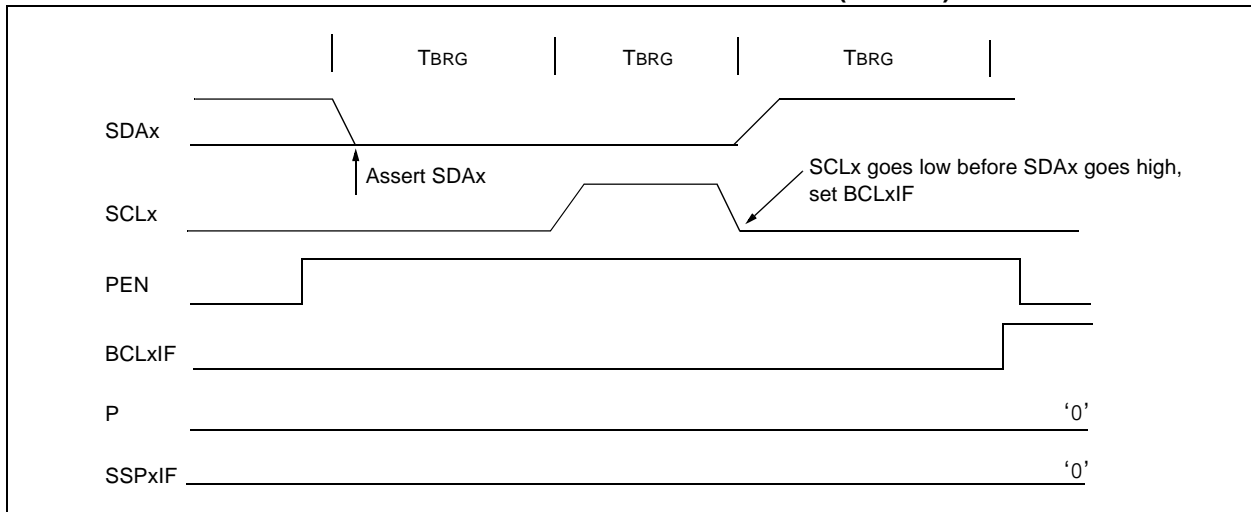 TBRG TBRG TBRG
SDAx
Assert SDAx
SCLx goes low before SDAx goes high,
set BCLxIF
SCLx
PEN
BCLxIF
P ‘0’
SSPxIF ‘0’